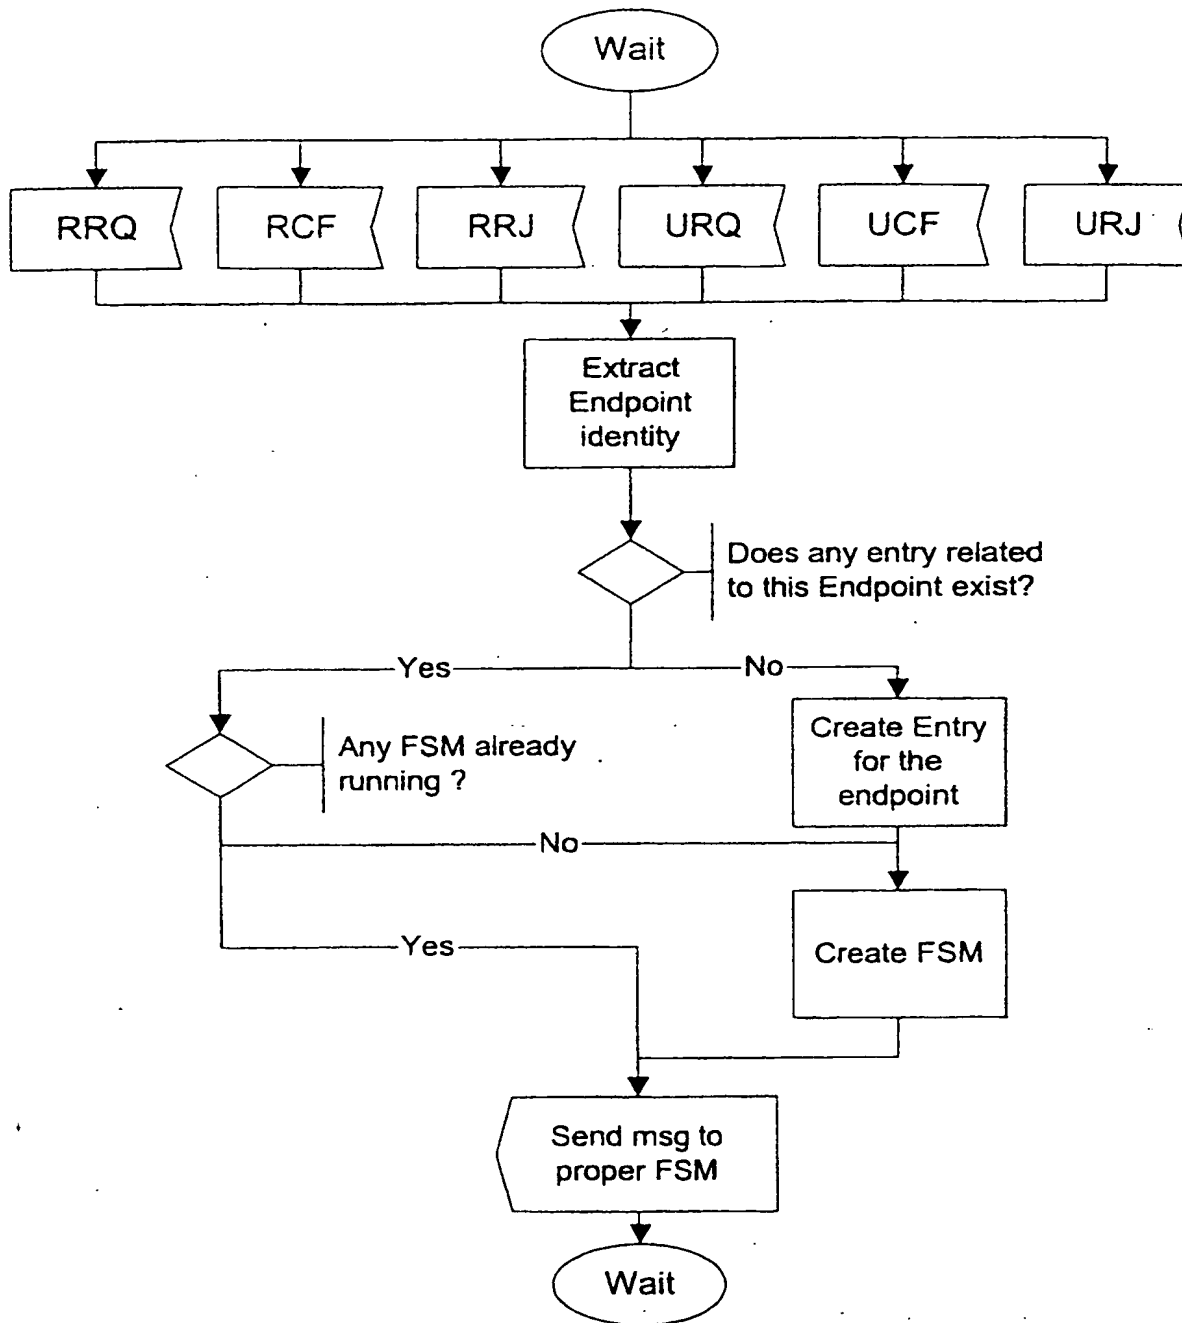 Wait
RRQ
RCF
RRJ
URQ
UCF
URJ
Extract
Endpoint
identity
Does any entry related
to this Endpoint exist?
Yes
No
Any FSM already
running ?
Create Entry
for the
endpoint
No
Yes
Create FSM
Send msg to
proper FSM
Wait